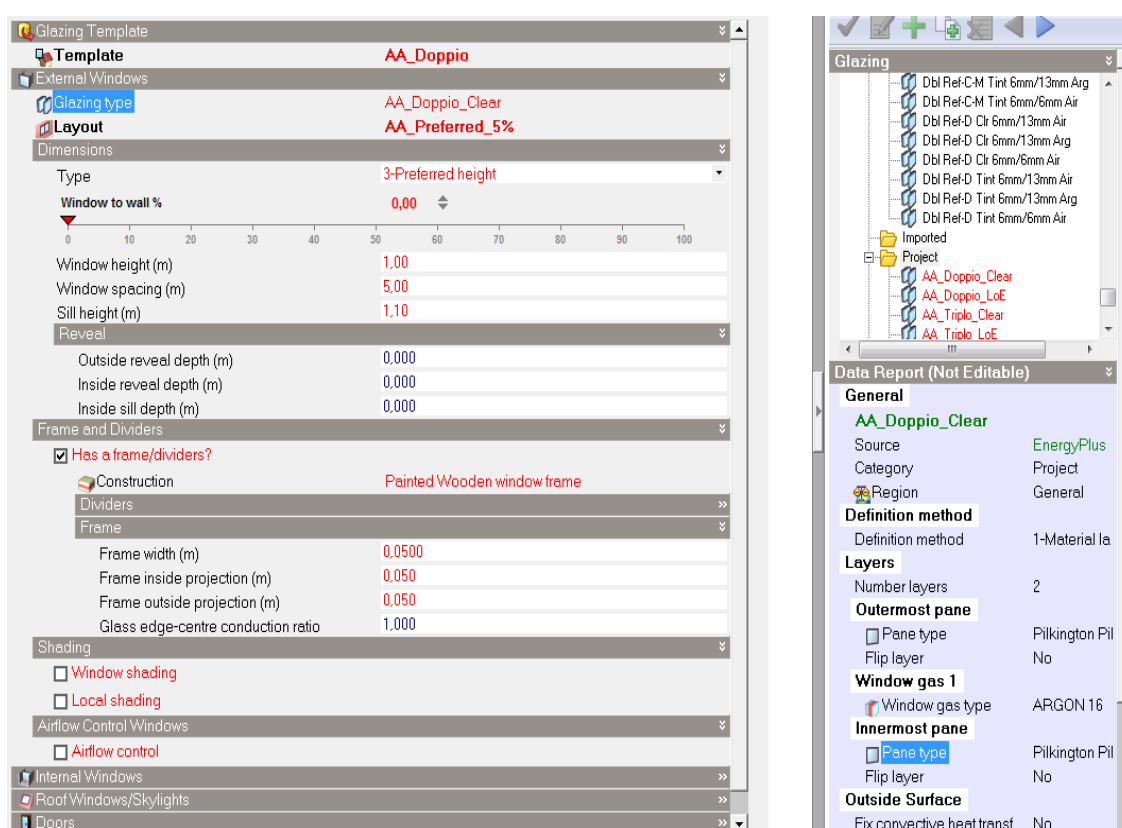 Glazing Template
Template AA_Doppio
External Windows
Glazing type AA_Doppio_Clear
Layout AA_Preferred_5%
Dimensions
Type 3-Preferred height
Window to wall % 0,00
0 10 20 30 40 50 60 70 80 90 100
Window height (m) 1,00
Window spacing (m) 5,00
Sill height (m) 1,10
Reveal
Outside reveal depth (m) 0,000
Inside reveal depth (m) 0,000
Inside sill depth (m) 0,000
Frame and Dividers
Has a frame/dividers?
Construction Painted Wooden window frame
Dividers
Frame
Frame width (m) 0,0500
Frame inside projection (m) 0,050
Frame outside projection (m) 0,050
Glass edge-centre conduction ratio 1,000
Shading
Window shading
Local shading
Airflow Control Windows
Airflow control
Internal Windows
Roof Windows/Skylights
Doors
Glazing
Dbl Ref-C-M Tint 6mm/13mm Arg
Dbl Ref-C-M Tint 6mm/6mm Air
Dbl Ref-D Clr 6mm/13mm Air
Dbl Ref-D Clr 6mm/13mm Arg
Dbl Ref-D Clr 6mm/6mm Air
Dbl Ref-D Tint 6mm/13mm Air
Dbl Ref-D Tint 6mm/13mm Arg
Dbl Ref-D Tint 6mm/6mm Air
Imported
Project
AA_Doppio_Clear
AA_Doppio_LoE
AA_Triplo_Clear
AA_Triplo_LoE
Data Report (Not Editable)
General
AA_Doppio_Clear
Source EnergyPlus
Category Project
Region General
Definition method
Definition method 1-Material la
Layers
Number layers 2
Outermost pane
Pane type Pilkington Pil
Flip layer No
Window gas 1
Window gas type ARGON 16
Innermost pane
Pane type Pilkington Pil
Flip layer No
Outside Surface
Fix convective heat transf No